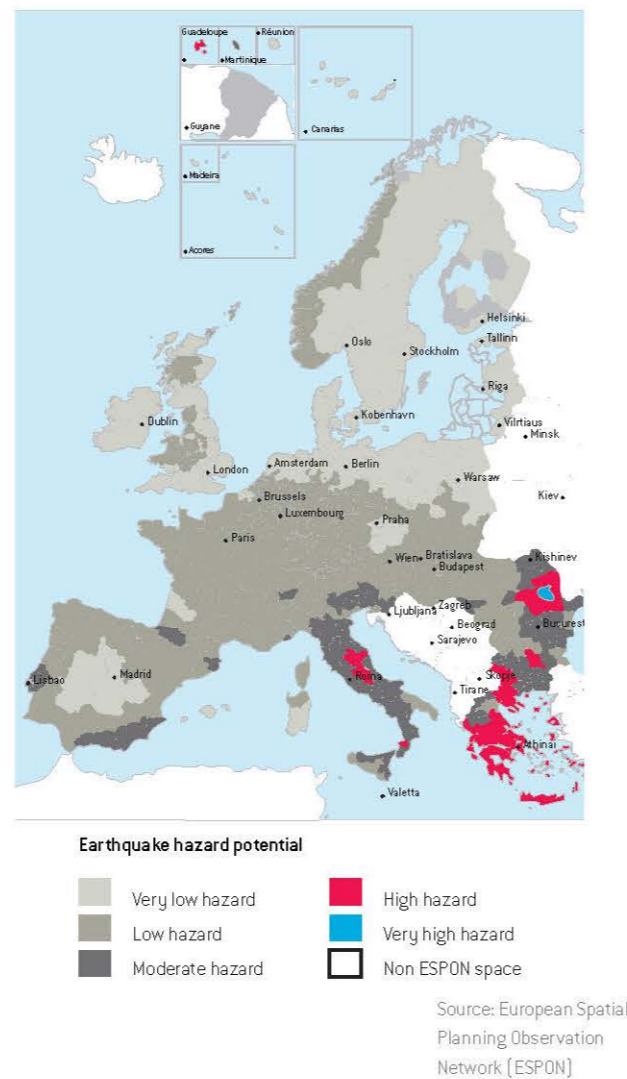 Guadeloupe
Réunion
Martinique
Guyane
Canarias
Madeira
Acores
Helsinki
Tallinn
Oslo
Stockholm
Riga
Dublin
Kobenhavn
Vilrtiaus
Minsk
London
Amsterdam
Berlin
Warsaw
Brussels
Kiev
Luxembourg
Praha
Paris
Wien
Bratislava
Budapest
Kishinev
Ljubljana
Zagreb
Beograd
Bucurest
Sarajevo
Lisbao
Madrid
Roma
Skopje
Tirane
Athinai
Valetta
Earthquake hazard potential
Very low hazard
High hazard
Low hazard
Very high hazard
Moderate hazard
Non ESPON space
Source: European Spatial
Planning Observation
Network (ESPON)